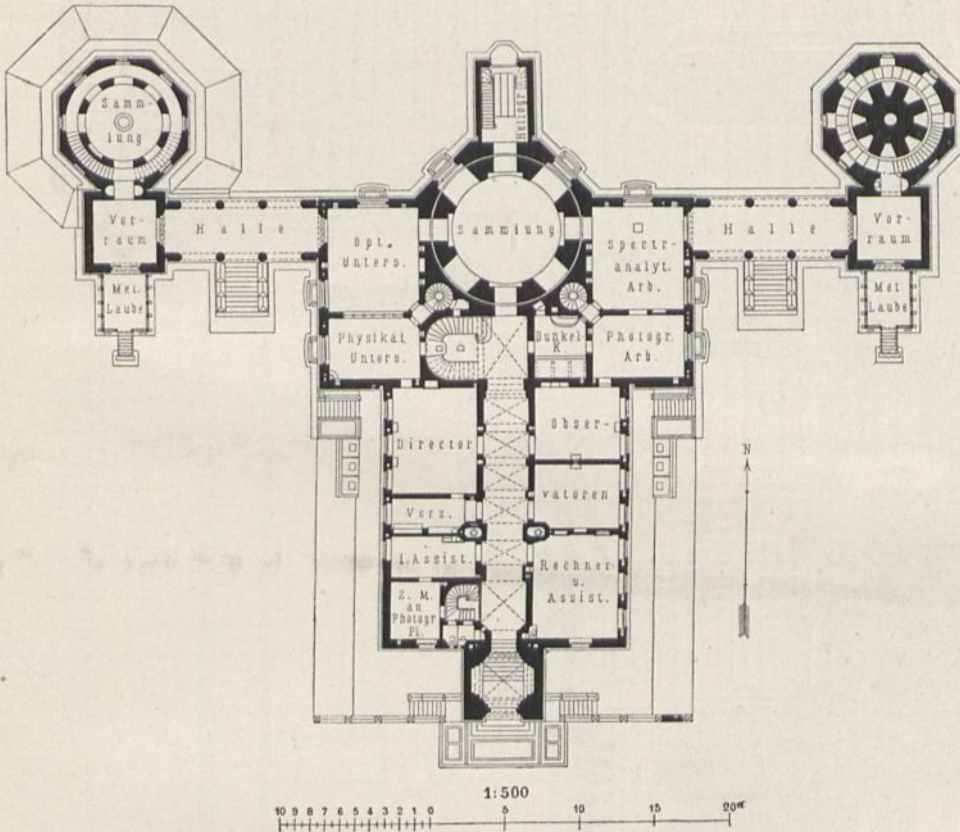 Samm-
lung
Heliogr.
Sammlung
Vor-
raum
Halle
Opt.
Unters.
Spectr-
analyt.
Arb.
Halle
Vor-
raum
Met.
Laube
Met.
Laube
Physikal.
Unters.
Dunkel-
K.
Photogr.
Arb.
Director
Obser-
vatoren
Vorz.
I. Assist.
Rechner
u.
Assist.
Z. M.
an
Photogr.
Pl.
N
1:500
10 9 8 7 6 5 4 3 2 1 0 5 10 15 20m